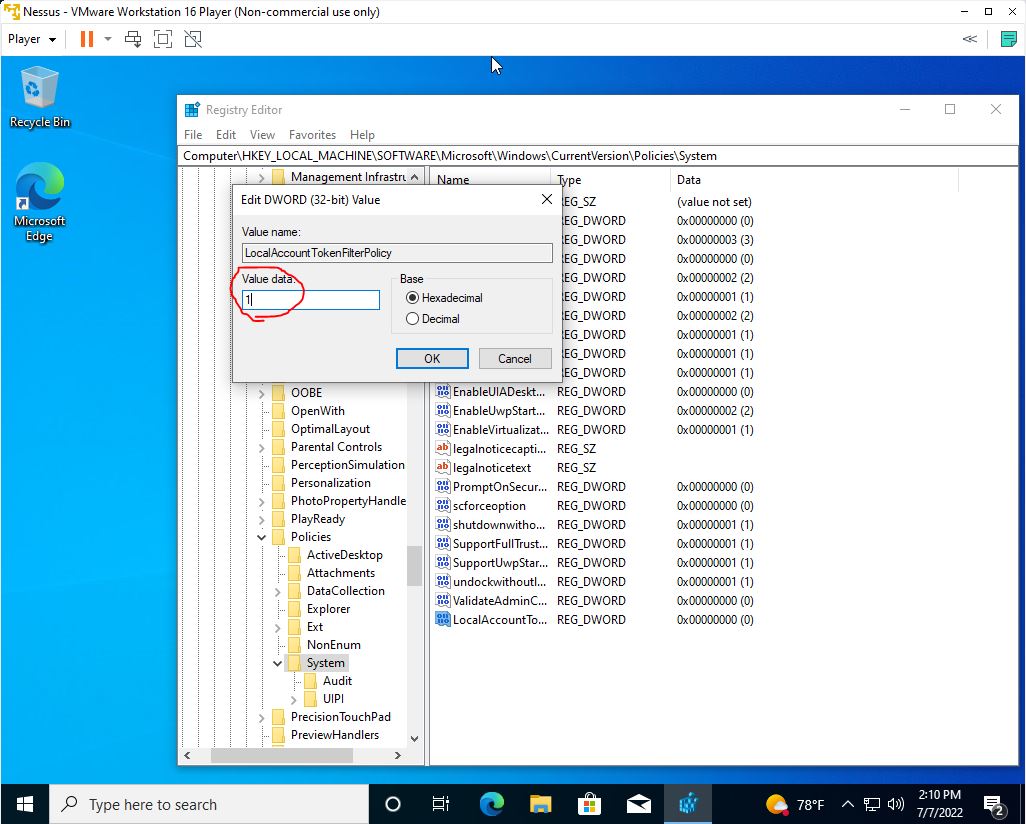 Nessus - VMware Workstation 16 Player (Non-commercial use only)
Player
Recycle Bin
Microsoft
Edge
Registry Editor
File Edit View Favorites Help
Computer\HKEY_LOCAL_MACHINE\SOFTWARE\Microsoft\Windows\CurrentVersion\Policies\System
Management Infrastru
OOBE
OpenWith
OptimalLayout
Parental Controls
PerceptionSimulation
Personalization
PhotoPropertyHandle
PlayReady
Policies
ActiveDesktop
Attachments
DataCollection
Explorer
Ext
NonEnum
System
Audit
UIPI
PrecisionTouchPad
PreviewHandlers
Name Type Data
REG_SZ (value not set)
REG_DWORD 0x00000000 (0)
REG_DWORD 0x00000003 (3)
REG_DWORD 0x00000000 (0)
REG_DWORD 0x00000002 (2)
REG_DWORD 0x00000001 (1)
REG_DWORD 0x00000002 (2)
REG_DWORD 0x00000001 (1)
REG_DWORD 0x00000001 (1)
REG_DWORD 0x00000001 (1)
EnableUIADeskt... REG_DWORD 0x00000000 (0)
EnableUwpStart... REG_DWORD 0x00000002 (2)
EnableVirtualizat... REG_DWORD 0x00000001 (1)
legalnoticecapti... REG_SZ
legalnoticetext REG_SZ
PromptOnSecur... REG_DWORD 0x00000000 (0)
scforceoption REG_DWORD 0x00000000 (0)
shutdownwitho... REG_DWORD 0x00000001 (1)
SupportFullTrust... REG_DWORD 0x00000001 (1)
SupportUwpStar... REG_DWORD 0x00000001 (1)
undockwithoutl... REG_DWORD 0x00000001 (1)
ValidateAdminC... REG_DWORD 0x00000000 (0)
LocalAccountTo... REG_DWORD 0x00000000 (0)
Edit DWORD (32-bit) Value
Value name:
LocalAccountTokenFilterPolicy
Value data:
1
Base
Hexadecimal
Decimal
OK Cancel
Type here to search
78°F
2:10 PM
7/7/2022
2